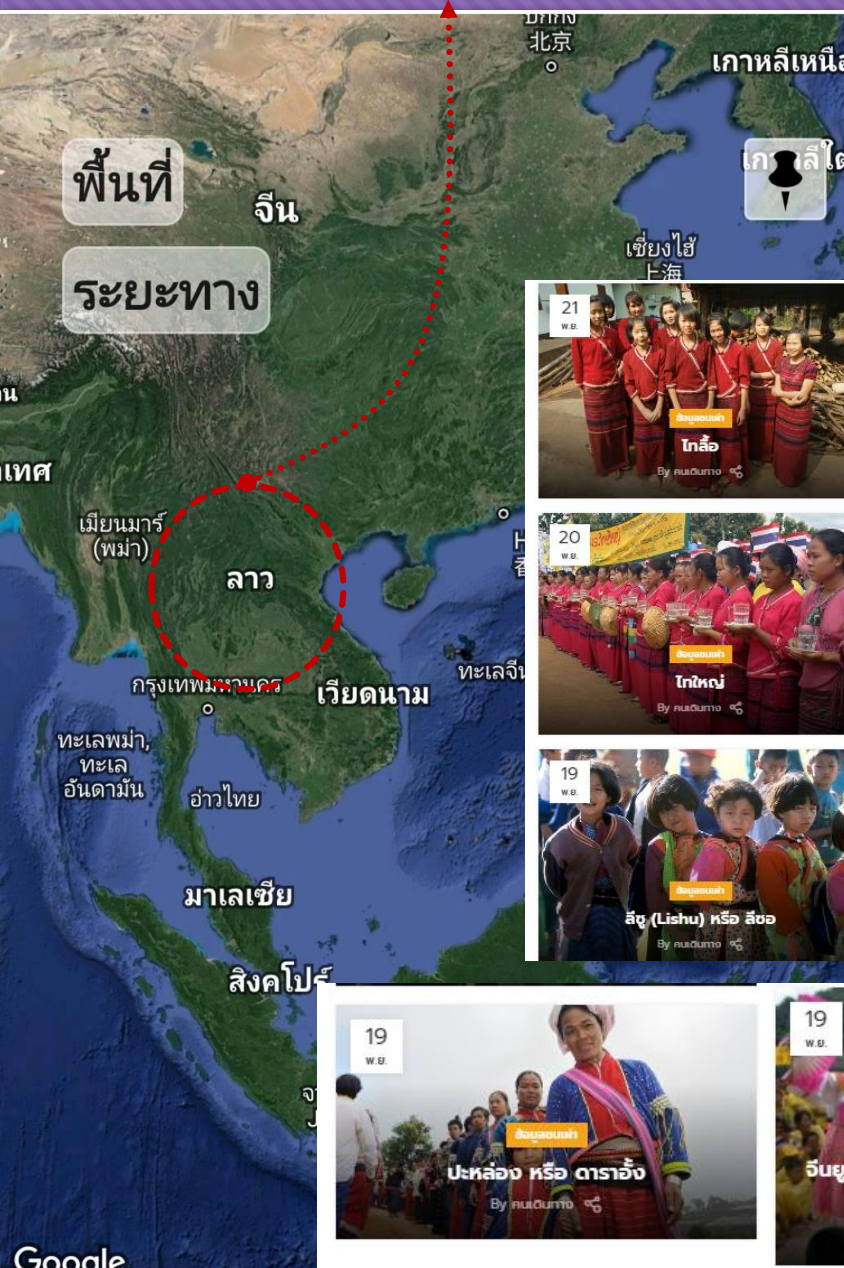 北京
เกาหลีเหนือ
พื้นที่
จีน
ระยะทาง
เซี่ยงไฮ้
上海
เมียนมาร์
(พม่า)
ลาว
กรุงเทพมหานคร
เวียดนาม
ทะเลพม่า,
ทะเล
อันดามัน
อ่าวไทย
มาเลเซีย
สิงคโปร์
Google
21
พ.ย.
ข้อมูลชนเผ่า
ไทลื้อ
By คนเดินทาง
20
พ.ย.
ข้อมูลชนเผ่า
ไทใหญ่
By คนเดินทาง
19
พ.ย.
ข้อมูลชนเผ่า
ลีซู (Lishu) หรือ ลีซอ
By คนเดินทาง
19
พ.ย.
ข้อมูลชนเผ่า
ปะหล่อง หรือ ดาราอั้ง
By คนเดินทาง
19
พ.ย.